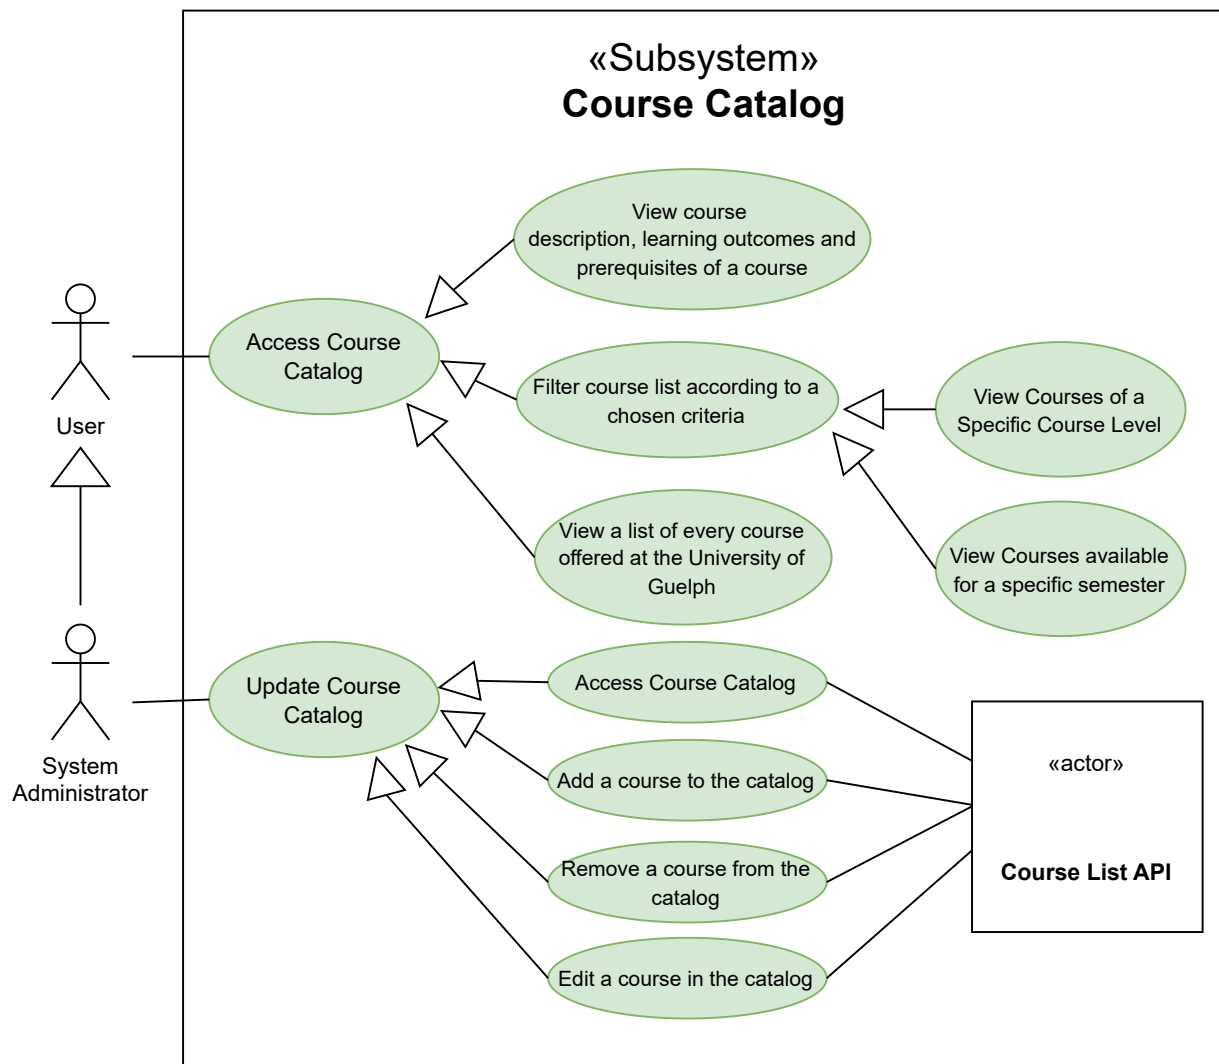 «Subsystem»
Course Catalog
View course
description, learning outcomes and
prerequisites of a course
Access Course
Catalog
Filter course list according to a
chosen criteria
View Courses of a
Specific Course Level
User
View a list of every course
offered at the University of
Guelph
View Courses available
for a specific semester
Update Course
Catalog
Access Course Catalog
System
Administrator
Add a course to the catalog
«actor»
Remove a course from the
catalog
Course List API
Edit a course in the catalog